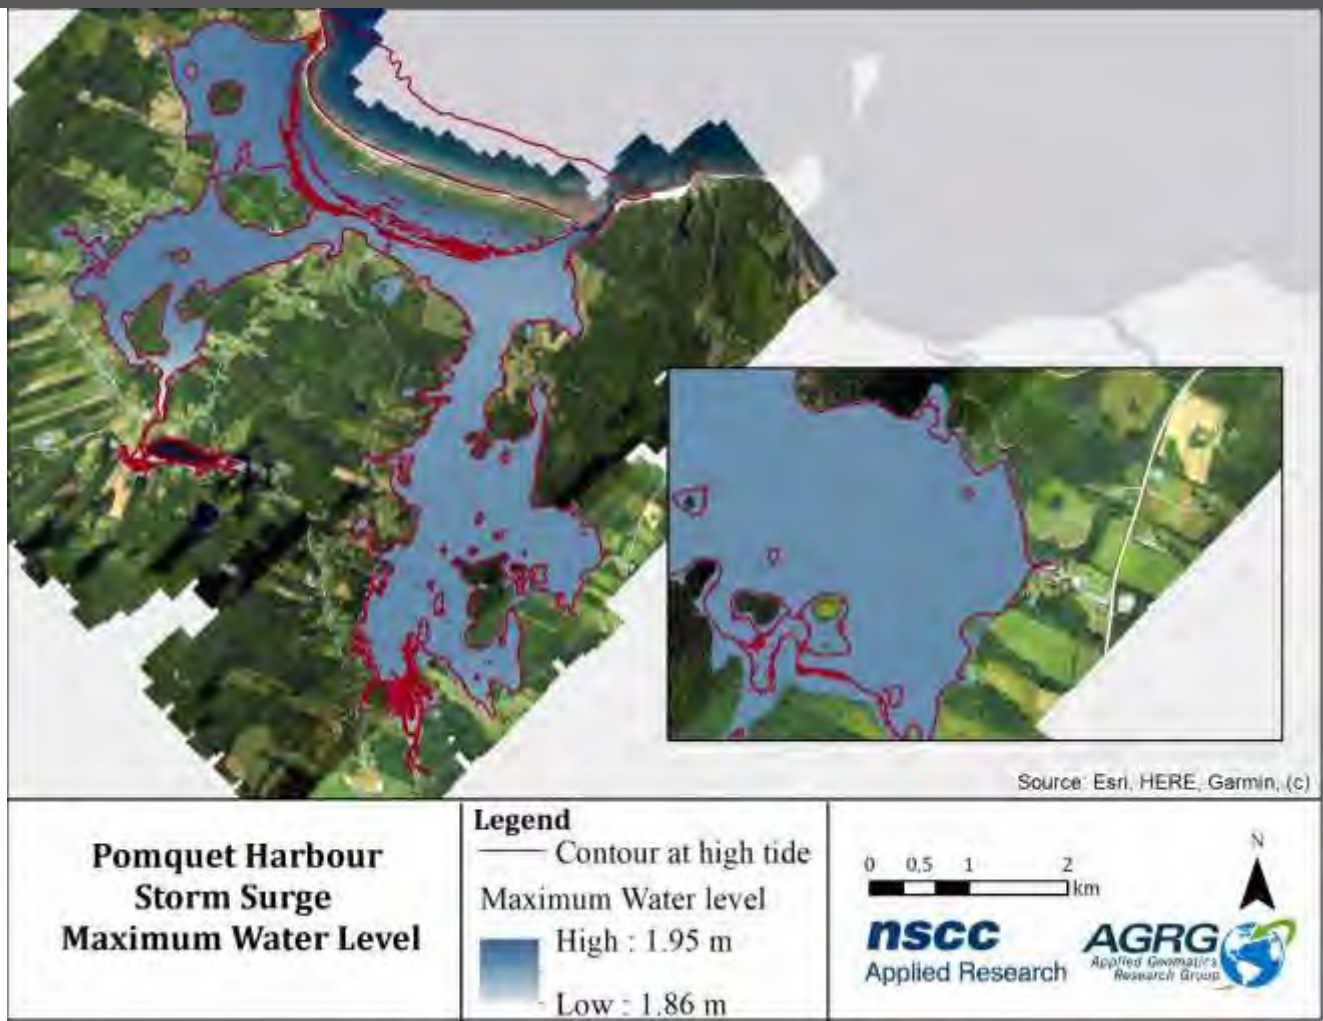 Source: Esri, HERE, Garmin, (c)
Pomquet Harbour
Storm Surge
Maximum Water Level
Legend
Contour at high tide
Maximum Water level
High : 1.95 m
Low : 1.86 m
N
0 0,5 1 2
km
nscc
Applied Research
AGRG
Applied Geomatics
Research Group